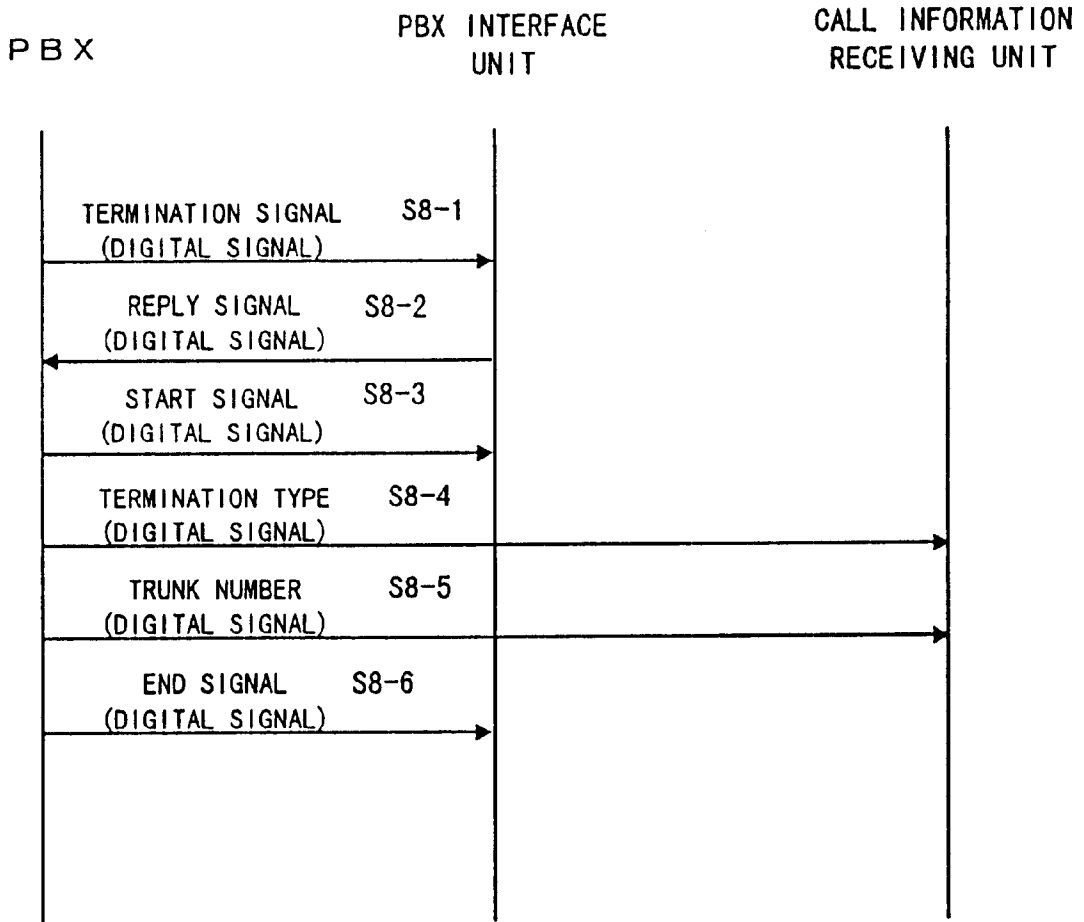 PBX
PBX INTERFACE
UNIT
CALL INFORMATION
RECEIVING UNIT
TERMINATION SIGNAL S8-1
(DIGITAL SIGNAL)
REPLY SIGNAL S8-2
(DIGITAL SIGNAL)
START SIGNAL S8-3
(DIGITAL SIGNAL)
TERMINATION TYPE S8-4
(DIGITAL SIGNAL)
TRUNK NUMBER S8-5
(DIGITAL SIGNAL)
END SIGNAL S8-6
(DIGITAL SIGNAL)